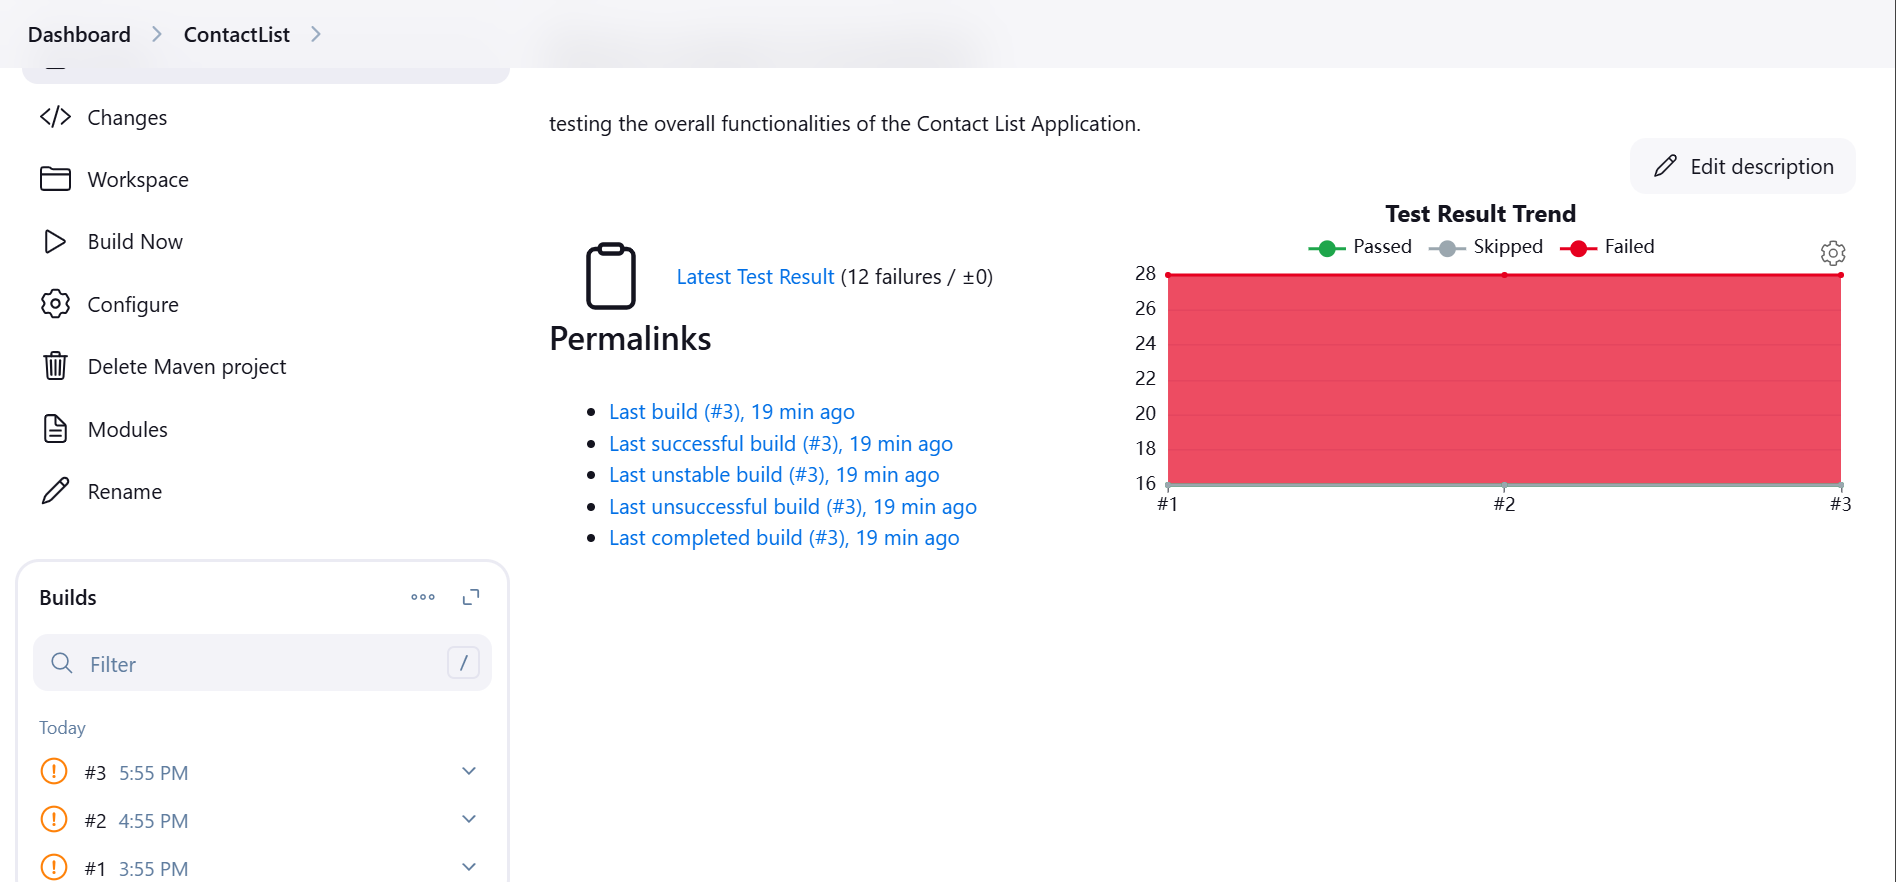 Dashboard ContactList
Changes
Workspace
Build Now
Configure
Delete Maven project
Modules
Rename
Builds
Filter /
Today
#3 5:55 PM
#2 4:55 PM
#1 3:55 PM
testing the overall functionalities of the Contact List Application.
Edit description
Latest Test Result (12 failures / ±0)
Permalinks
Last build (#3), 19 min ago
Last successful build (#3), 19 min ago
Last unstable build (#3), 19 min ago
Last unsuccessful build (#3), 19 min ago
Last completed build (#3), 19 min ago
Test Result Trend
Passed Skipped Failed
28
26
24
22
20
18
16
#1 #2 #3